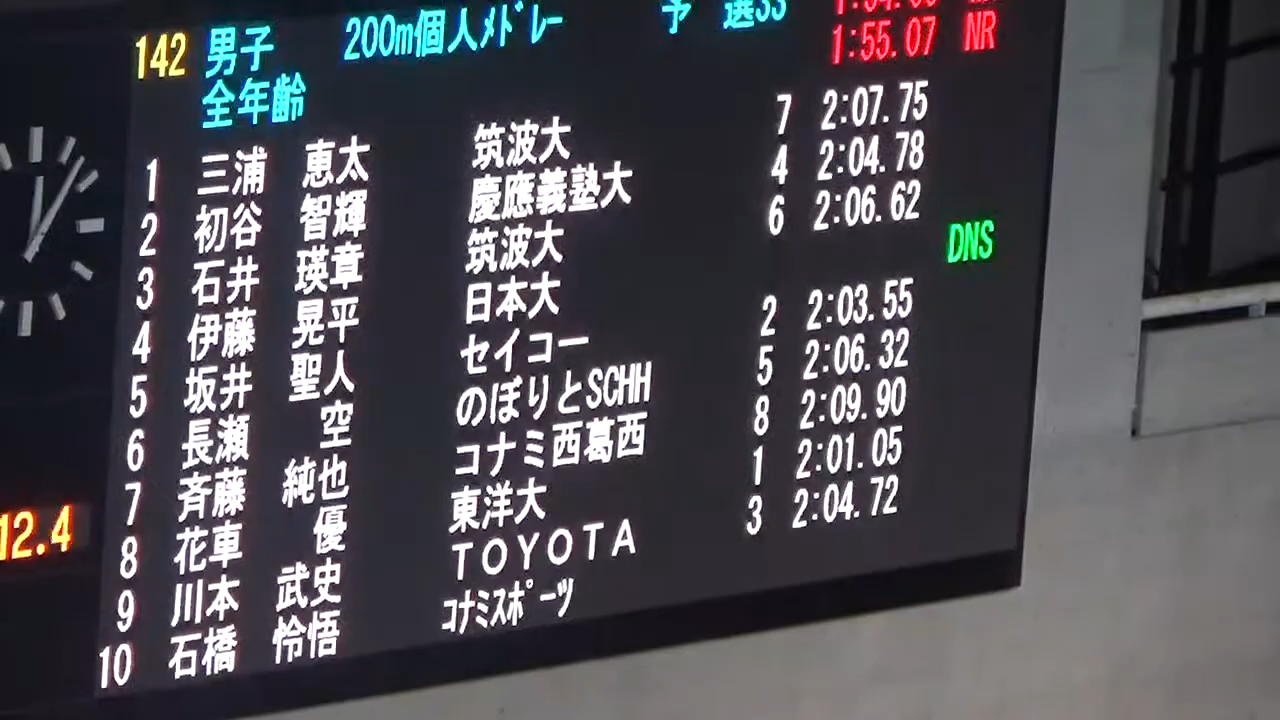 142 男子 200m個人ﾒﾄﾞﾚｰ 予 選33
1:55.07 NR
全年齢
1 三浦 恵太 筑波大 7 2:07.75
2 初谷 智輝 慶應義塾大 4 2:04.78
3 石井 瑛章 筑波大 6 2:06.62
4 伊藤 晃平 日本大 DNS
5 坂井 聖人 セイコー 2 2:03.55
6 長瀬 空 のぼりとSCHH 5 2:06.32
7 斉藤 純也 コナミ西葛西 8 2:09.90
8 花車 優 東洋大 1 2:01.05
9 川本 武史 ＴＯＹＯＴＡ 3 2:04.72
10 石橋 怜悟 ｺﾅﾐｽﾎﾟｰﾂ
12.4